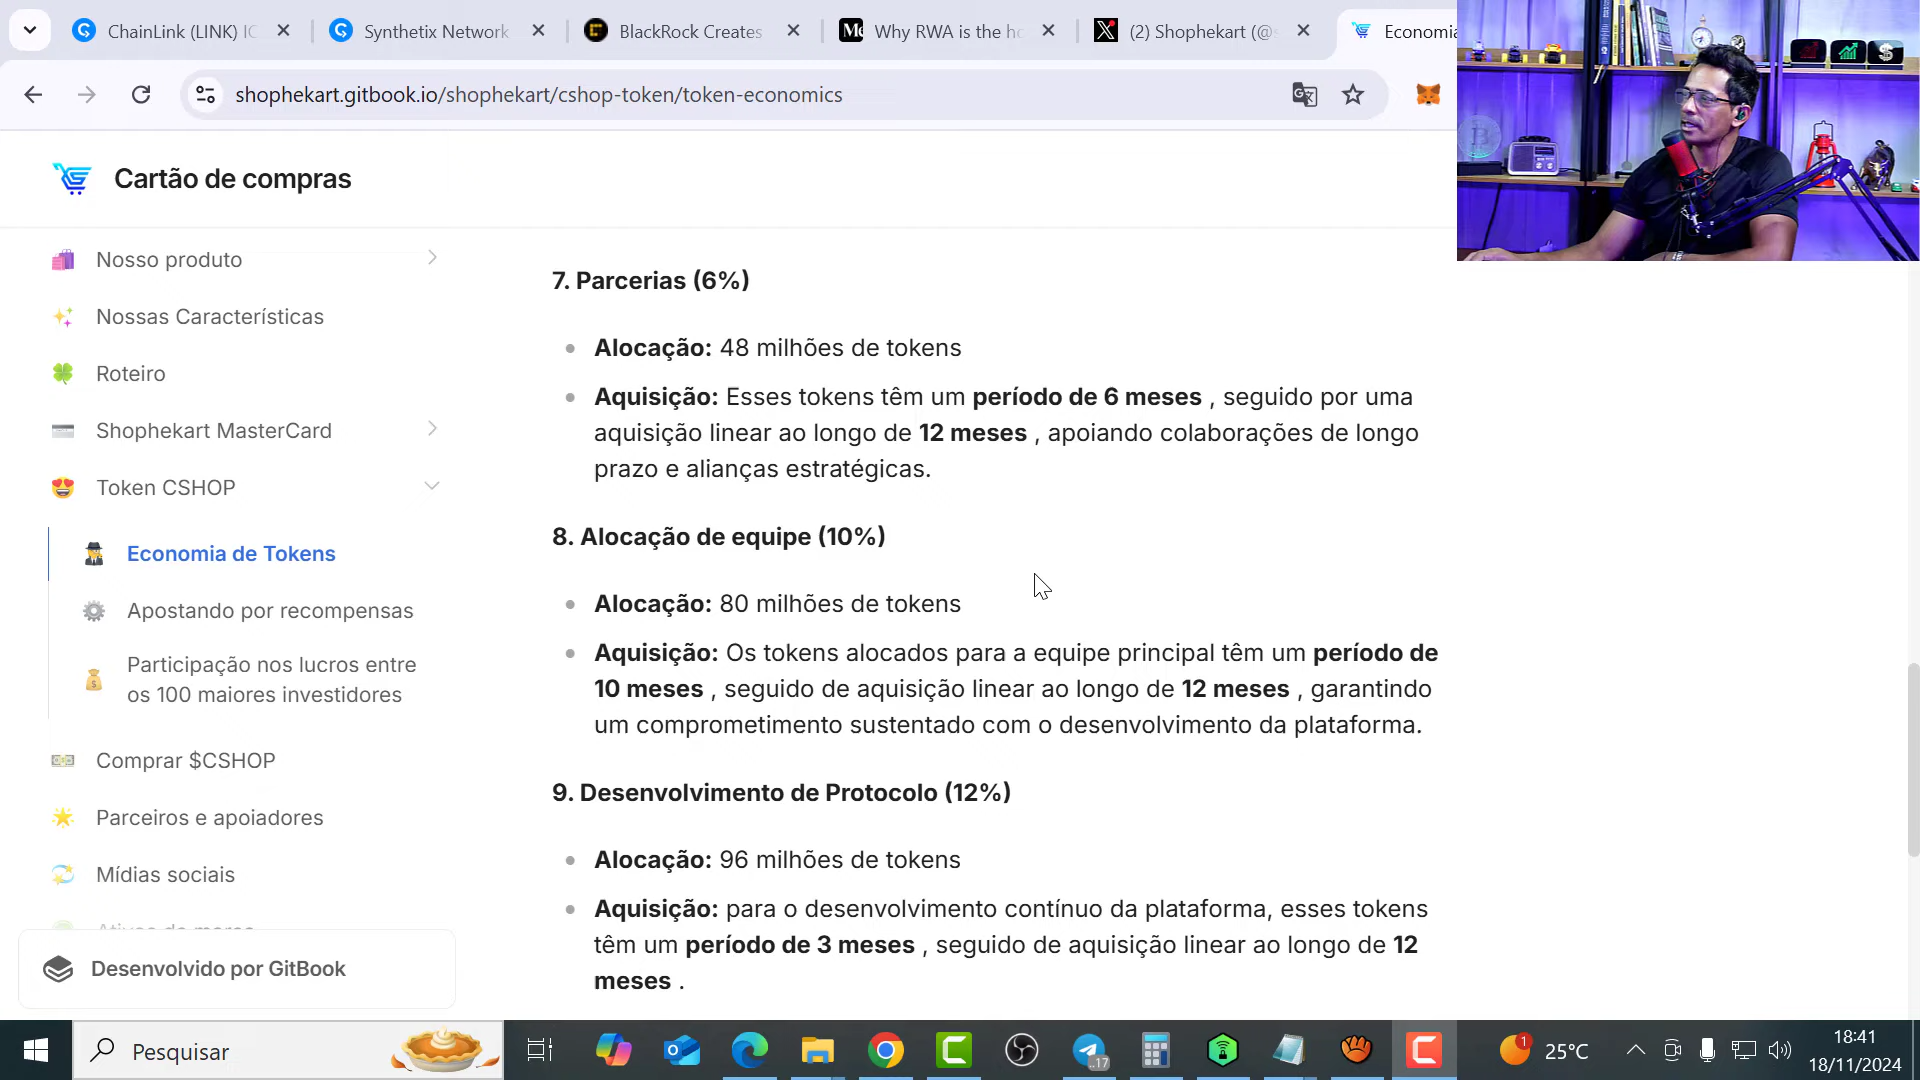 ChainLink (LINK) IC
Synthetix Network
BlackRock Creates
Why RWA is the ho
(2) Shophekart (@s
Economia
shophekart.gitbook.io/shophekart/cshop-token/token-economics
Cartão de compras
Nosso produto
Nossas Características
Roteiro
Shophekart MasterCard
Token CSHOP
Economia de Tokens
Apostando por recompensas
Participação nos lucros entre
os 100 maiores investidores
Comprar $CSHOP
Parceiros e apoiadores
Mídias sociais
Desenvolvido por GitBook
7. Parcerias (6%)
Alocação: 48 milhões de tokens
Aquisição: Esses tokens têm um período de 6 meses , seguido por uma
aquisição linear ao longo de 12 meses , apoiando colaborações de longo
prazo e alianças estratégicas.
8. Alocação de equipe (10%)
Alocação: 80 milhões de tokens
Aquisição: Os tokens alocados para a equipe principal têm um período de
10 meses , seguido de aquisição linear ao longo de 12 meses , garantindo
um comprometimento sustentado com o desenvolvimento da plataforma.
9. Desenvolvimento de Protocolo (12%)
Alocação: 96 milhões de tokens
Aquisição: para o desenvolvimento contínuo da plataforma, esses tokens
têm um período de 3 meses , seguido de aquisição linear ao longo de 12
meses .
Pesquisar
17
1
25°C
18:41
18/11/2024